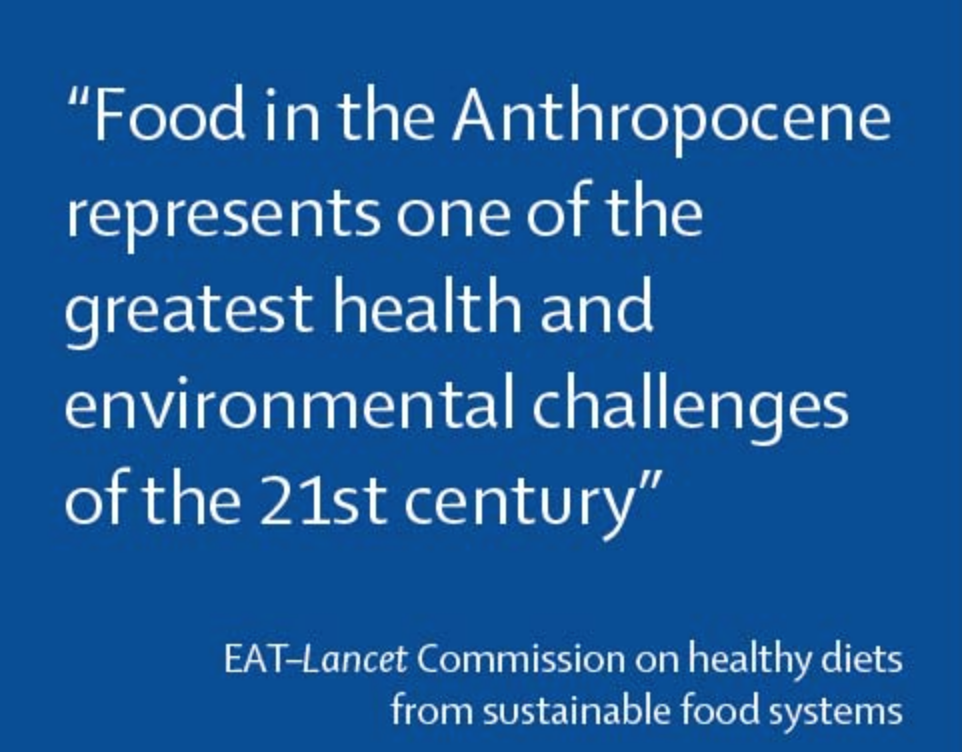 “Food in the Anthropocene
represents one of the
greatest health and
environmental challenges
of the 21st century”
EAT–Lancet Commission on healthy diets
from sustainable food systems